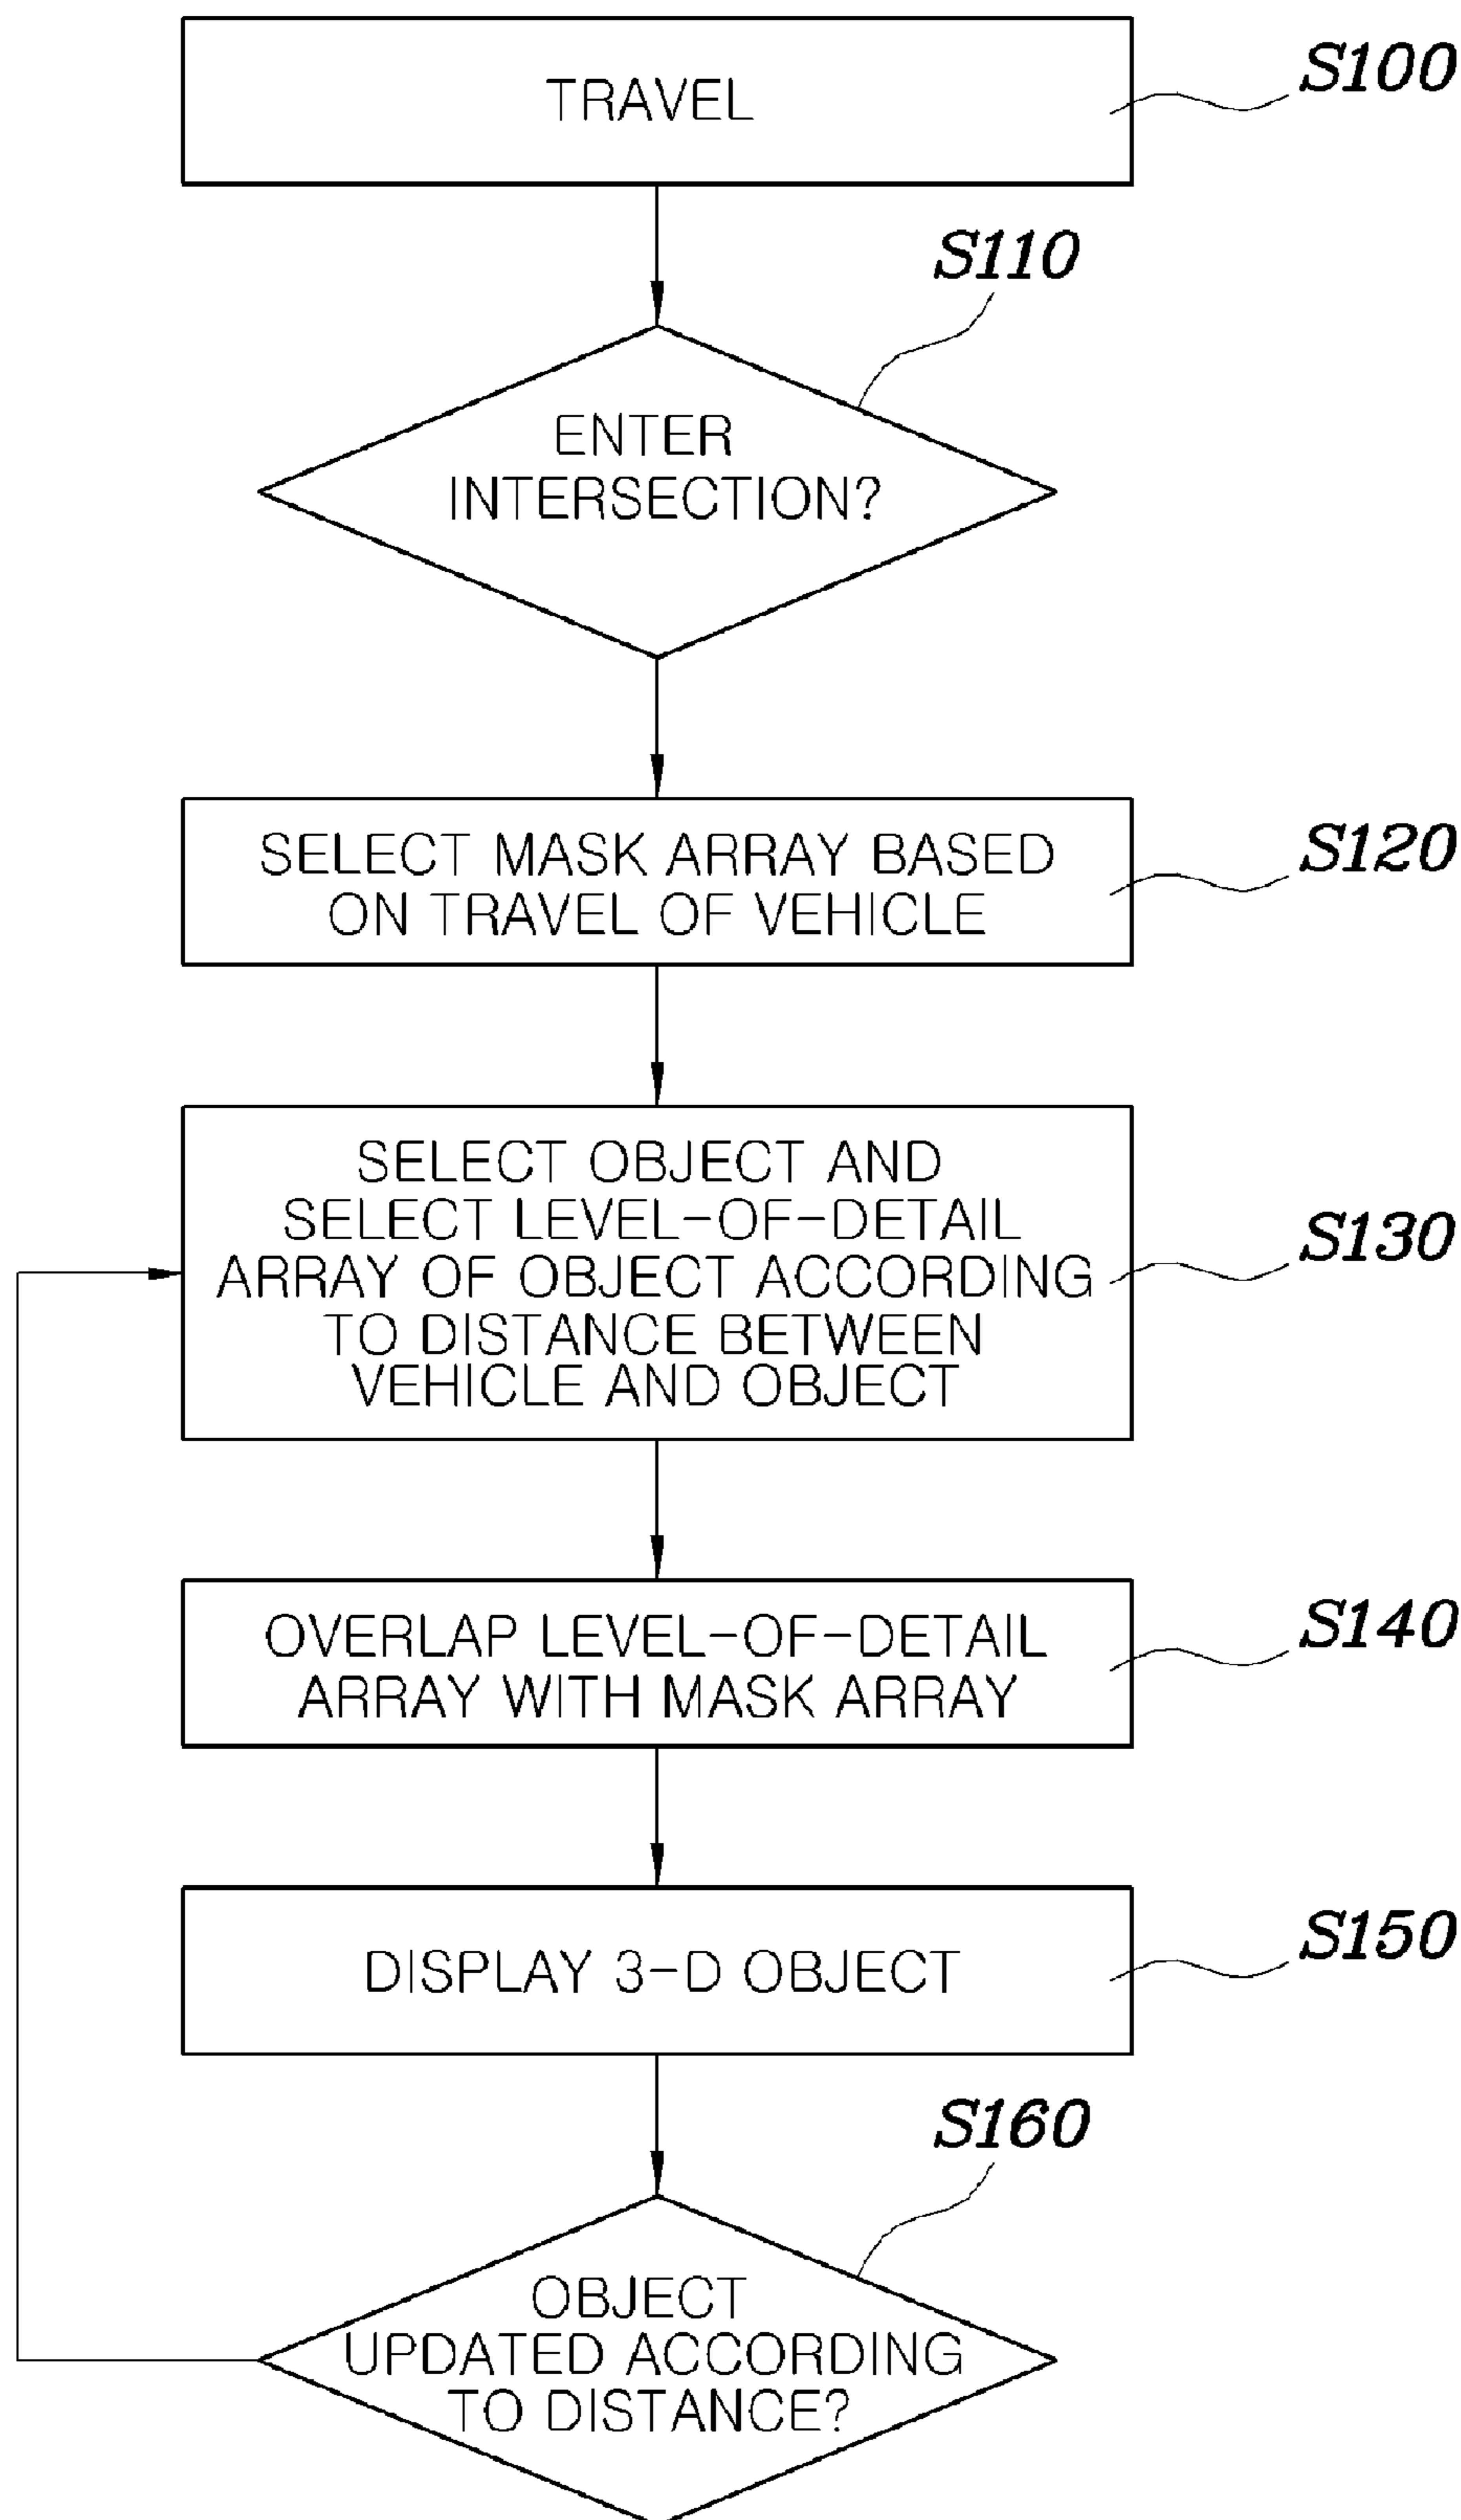 TRAVEL
S100
S110
ENTER
INTERSECTION?
SELECT MASK ARRAY BASED
ON TRAVEL OF VEHICLE
S120
SELECT OBJECT AND
SELECT LEVEL-OF-DETAIL
ARRAY OF OBJECT ACCORDING
TO DISTANCE BETWEEN
VEHICLE AND OBJECT
S130
OVERLAP LEVEL-OF-DETAIL
ARRAY WITH MASK ARRAY
S140
DISPLAY 3-D OBJECT
S150
S160
OBJECT
UPDATED ACCORDING
TO DISTANCE?